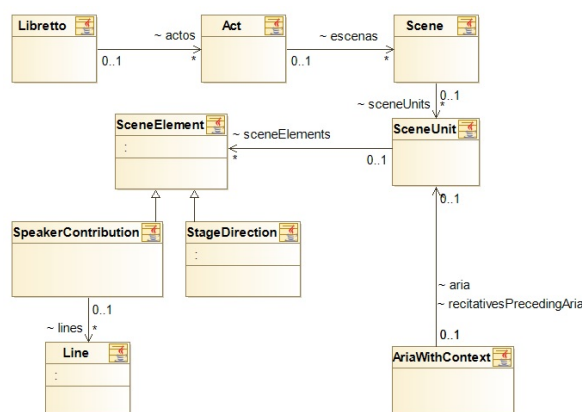 Libretto
Act
Scene
~ actos
~ escenas
0..1
*
0..1
*
0..1
~ sceneUnits
*
SceneElement
:
~ sceneElements
*
0..1
SceneUnit
0..1
SpeakerContribution
StageDirection
:
~ aria
~ recitativesPrecedingAria
0..1
~ lines
*
0..1
Line
:
AriaWithContext